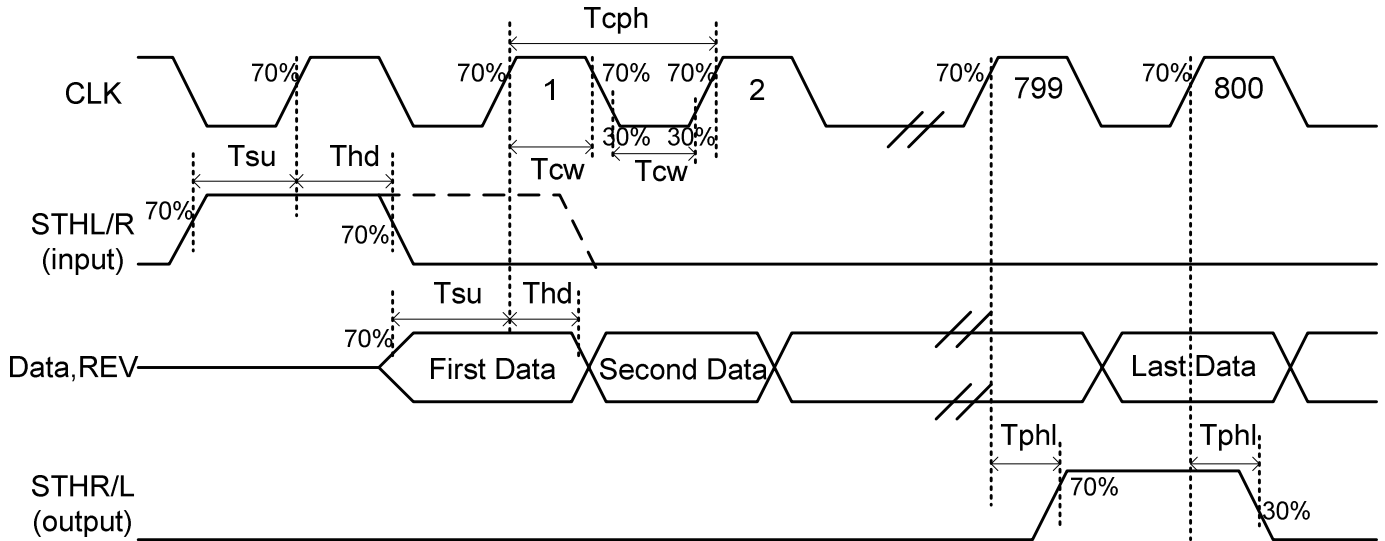 Tcph
CLK
70%
70%
1
70%
70%
2
70%
799
70%
800
30%
30%
Tsu
Thd
Tcw
Tcw
STHL/R
(input)
70%
70%
Tsu
Thd
70%
Data,REV
First Data
Second Data
Last Data
Tphl
Tphl
STHR/L
(output)
70%
30%